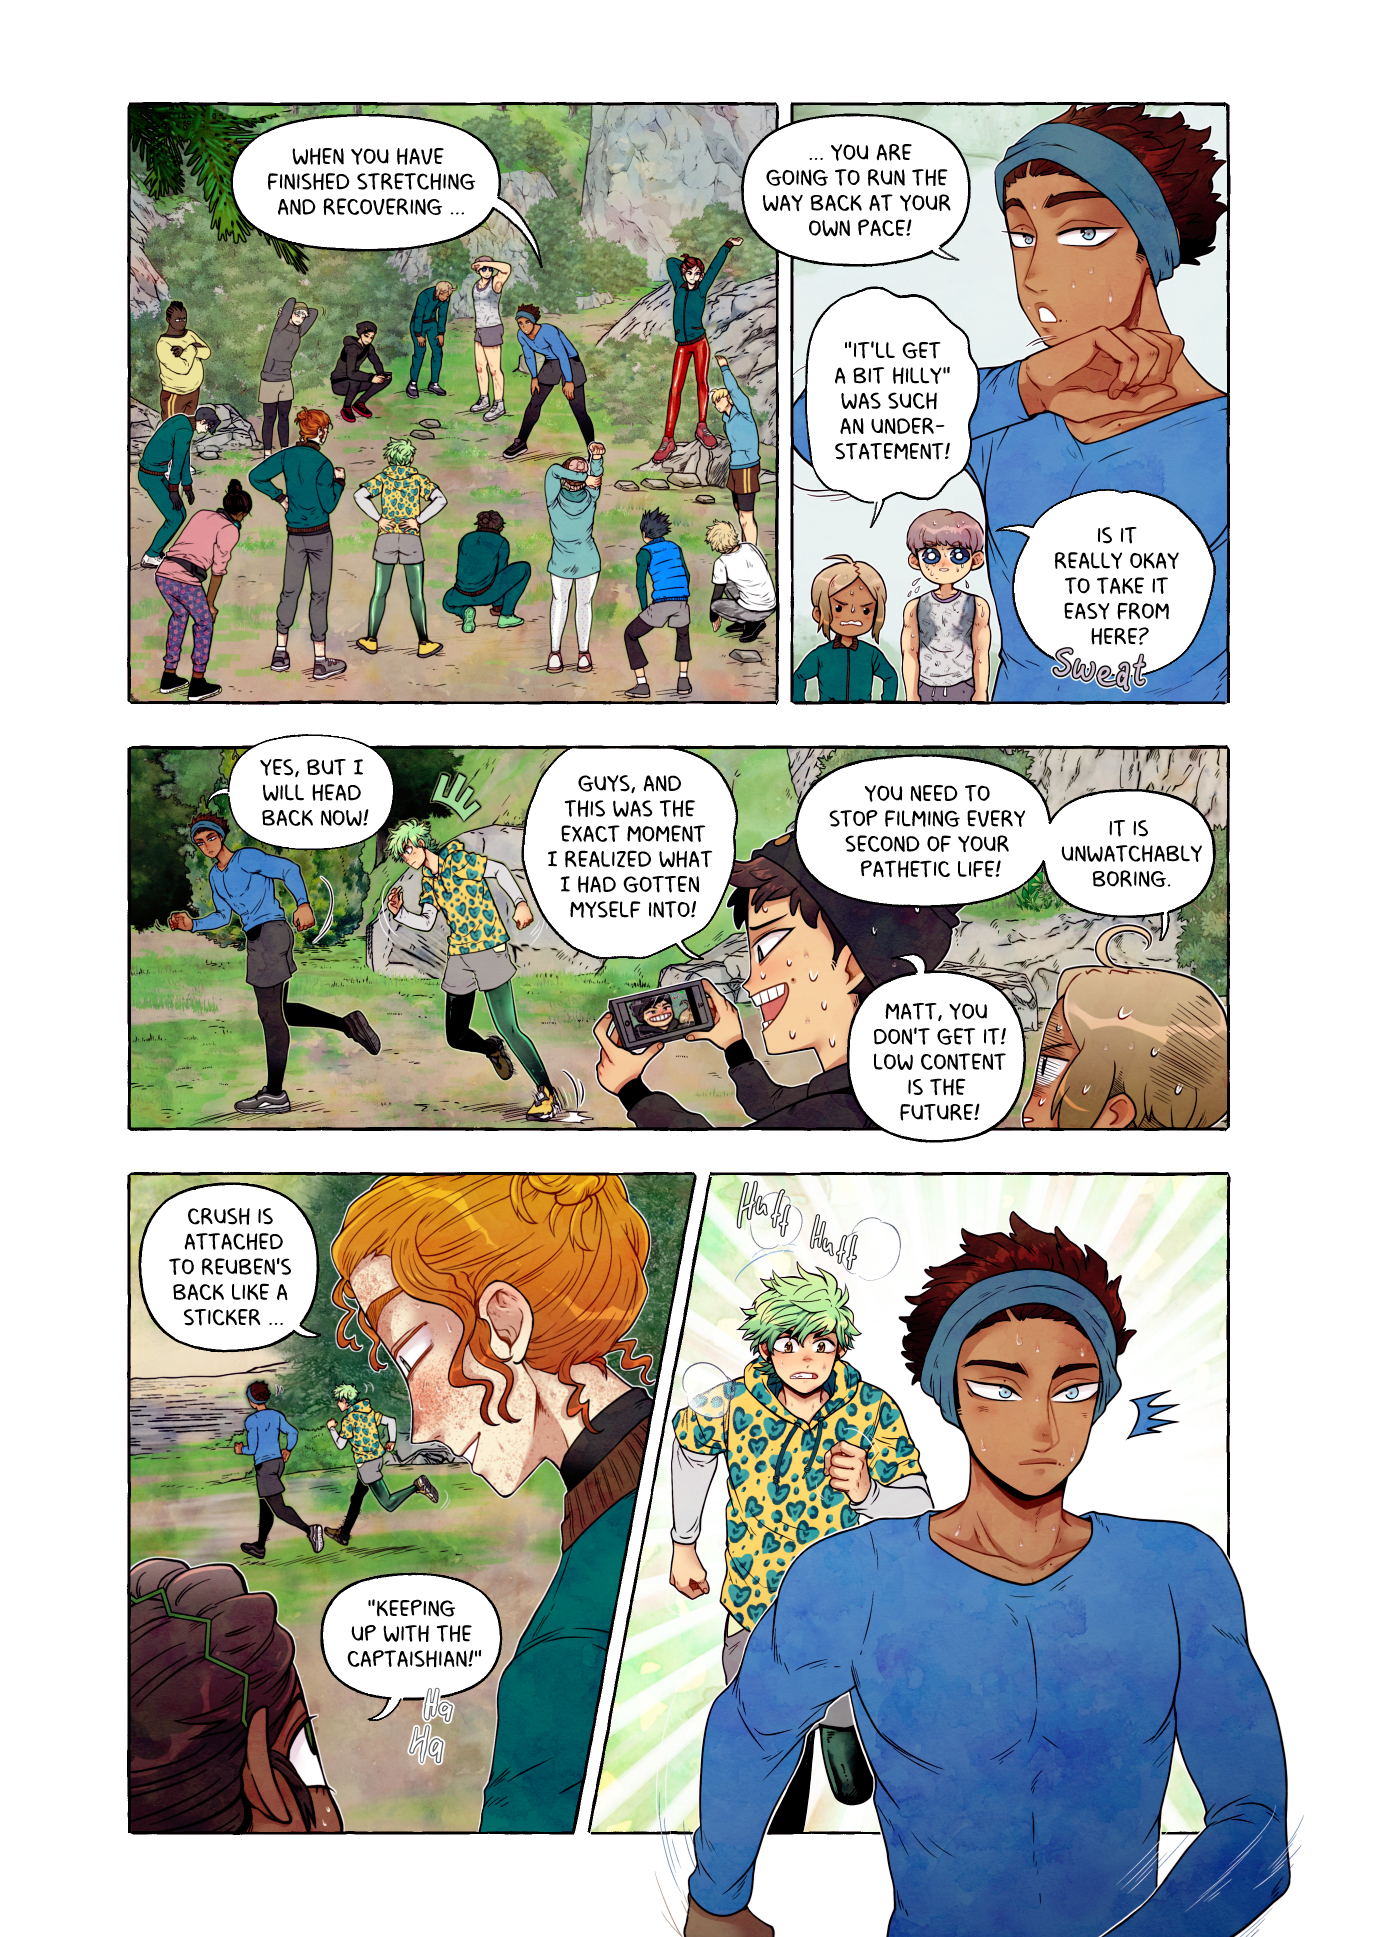 WHEN YOU HAVE
FINISHED STRETCHING
AND RECOVERING ...
... YOU ARE
GOING TO RUN THE
WAY BACK AT YOUR
OWN PACE!
"IT'LL GET
A BIT HILLY"
WAS SUCH
AN UNDER-
STATEMENT!
IS IT
REALLY OKAY
TO TAKE IT
EASY FROM
HERE?
Sweat
YES, BUT I
WILL HEAD
BACK NOW!
GUYS, AND
THIS WAS THE
EXACT MOMENT
I REALIZED WHAT
I HAD GOTTEN
MYSELF INTO!
YOU NEED TO
STOP FILMING EVERY
SECOND OF YOUR
PATHETIC LIFE!
IT IS
UNWATCHABLY
BORING.
MATT, YOU
DON'T GET IT!
LOW CONTENT
IS THE
FUTURE!
CRUSH IS
ATTACHED
TO REUBEN'S
BACK LIKE A
STICKER ...
"KEEPING
UP WITH THE
CAPTAISHIAN!"
Ha
Ha
Huff
Huff